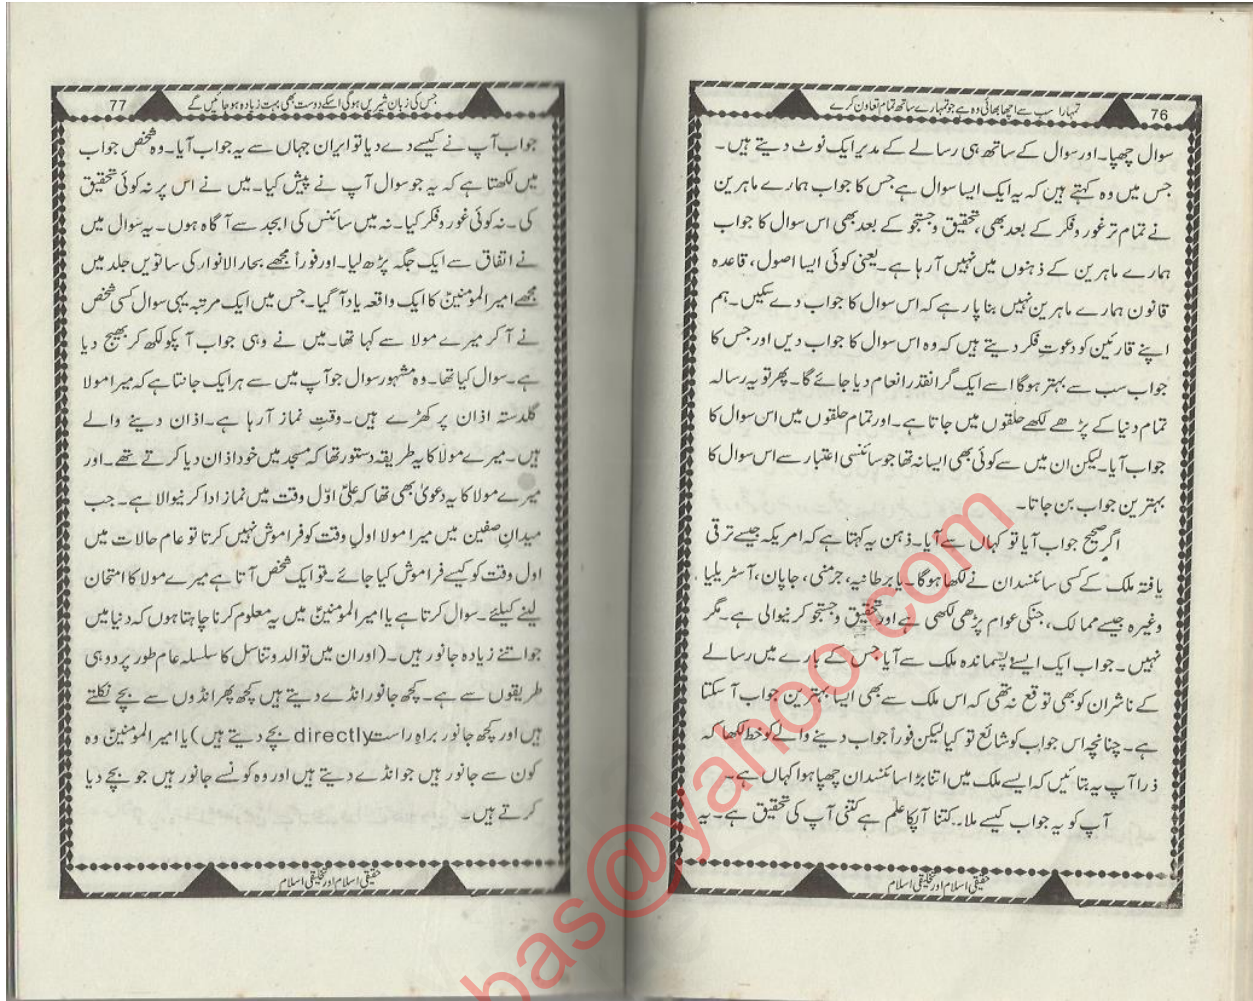 76
تمہارا سب سے اچھا بھائی وہ ہے جو تمہارے ساتھ تمام تعاون کرے
سوال چھپا۔ اور سوال کے ساتھ ہی رسالے کے مدیر ایک نوٹ دیتے ہیں۔
جس میں وہ کہتے ہیں کہ یہ ایک ایسا سوال ہے جس کا جواب ہمارے ماہرین
نے تمام تر غور و فکر کے بعد بھی، تحقیق و جستجو کے بعد بھی اس سوال کا جواب
ہمارے ماہرین کے ذہنوں میں نہیں آ رہا ہے۔ یعنی کوئی ایسا اصول، قاعدہ
قانون ہمارے ماہرین نہیں بنا پا رہے کہ اس سوال کا جواب دے سکیں۔ ہم
اپنے قارئین کو دعوتِ فکر دیتے ہیں کہ وہ اس سوال کا جواب دیں اور جس کا
جواب سب سے بہتر ہوگا اسے ایک گرانقدر انعام دیا جائے گا۔ پھر تو یہ رسالہ
تمام دنیا کے پڑھے لکھے حلقوں میں جاتا ہے۔ اور تمام حلقوں میں اس سوال کا
جواب آیا۔ لیکن ان میں سے کوئی بھی ایسا نہ تھا جو سائنسی اعتبار سے اس سوال کا
بہترین جواب بن جاتا۔
اگر صحیح جواب آیا تو کہاں سے آیا۔ ذہن یہ کہتا ہے کہ امریکہ جیسے ترقی
یافتہ ملک کے کسی سائنسدان نے لکھا ہوگا۔ یا برطانیہ، جرمنی، جاپان، آسٹریلیا
وغیرہ جیسے ممالک، جنکی عوام پڑھی لکھی ہے اور تحقیق و جستجو کرنیوالی ہے۔ مگر
نہیں۔ جواب ایک ایسے پسماندہ ملک سے آیا جس کے بارے میں رسالے
کے ناشران کو بھی توقع نہ تھی کہ اس ملک سے بھی ایسا بہترین جواب آ سکتا
ہے۔ چنانچہ اس جواب کو شائع تو کیا لیکن فوراً جواب دینے والے کو خط لکھا کہ
ذرا آپ یہ بتائیں کہ ایسے ملک میں اتنا بڑا سائنسدان چھپا ہوا کہاں ہے۔
آپ کو یہ جواب کیسے ملا۔ کتنا آپکا علم ہے کتنی آپ کی تحقیق ہے۔ یہ
حقیقی اسلام اور تخلیقی اسلام
77
جس کی زبان شیریں ہوگی اسکے دوست بھی بہت زیادہ ہو جائیں گے
جواب آپ نے کیسے دے دیا تو ایران جہاں سے یہ جواب آیا۔ وہ شخص جواب
میں لکھتا ہے کہ یہ جو سوال آپ نے پیش کیا۔ میں نے اس پر نہ کوئی تحقیق
کی۔ نہ کوئی غور و فکر کیا۔ نہ میں سائنس کی ابجد سے آگاہ ہوں۔ یہ سوال میں
نے اتفاق سے ایک جگہ پڑھ لیا۔ اور فوراً مجھے بحار الانوار کی ساتویں جلد میں
مجھے امیر المومنینؑ کا ایک واقعہ یاد آ گیا۔ جس میں ایک مرتبہ یہی سوال کسی شخص
نے آ کر میرے مولا سے کہا تھا۔ میں نے وہی جواب آپکو لکھ کر بھیج دیا
ہے۔ سوال کیا تھا۔ وہ مشہور سوال جو آپ میں سے ہر ایک جانتا ہے کہ میرا مولا
گلدستہ اذان پر کھڑے ہیں۔ وقتِ نماز آ رہا ہے۔ اذان دینے والے
ہیں۔ میرے مولا کا یہ طریقہ دستور تھا کہ مسجد میں خود اذان دیا کرتے تھے۔ اور
میرے مولا کا یہ دعویٰ بھی تھا کہ علیؑ اوّل وقت میں نماز ادا کرنیوالا ہے۔ جب
میدانِ صفین میں میرا مولا اولِ وقت کو فراموش نہیں کرتا تو عام حالات میں
اول وقت کو کیسے فراموش کیا جائے۔ تو ایک شخص آتا ہے میرے مولا کا امتحان
لینے کیلئے۔ سوال کرتا ہے یا امیر المومنینؑ میں یہ معلوم کرنا چاہتا ہوں کہ دنیا میں
جو اتنے زیادہ جانور ہیں۔ (اور ان میں توالد و تناسل کا سلسلہ عام طور پر دو ہی
طریقوں سے ہے۔ کچھ جانور انڈے دیتے ہیں کچھ پھر انڈوں سے بچے نکلتے
ہیں اور کچھ جانور براہِ راست directly بچے دیتے ہیں) یا امیر المومنینؑ وہ
کون سے جانور ہیں جو انڈے دیتے ہیں اور وہ کونسے جانور ہیں جو بچے دیا
کرتے ہیں۔
حقیقی اسلام اور تخلیقی اسلام
bas@yahoo.com